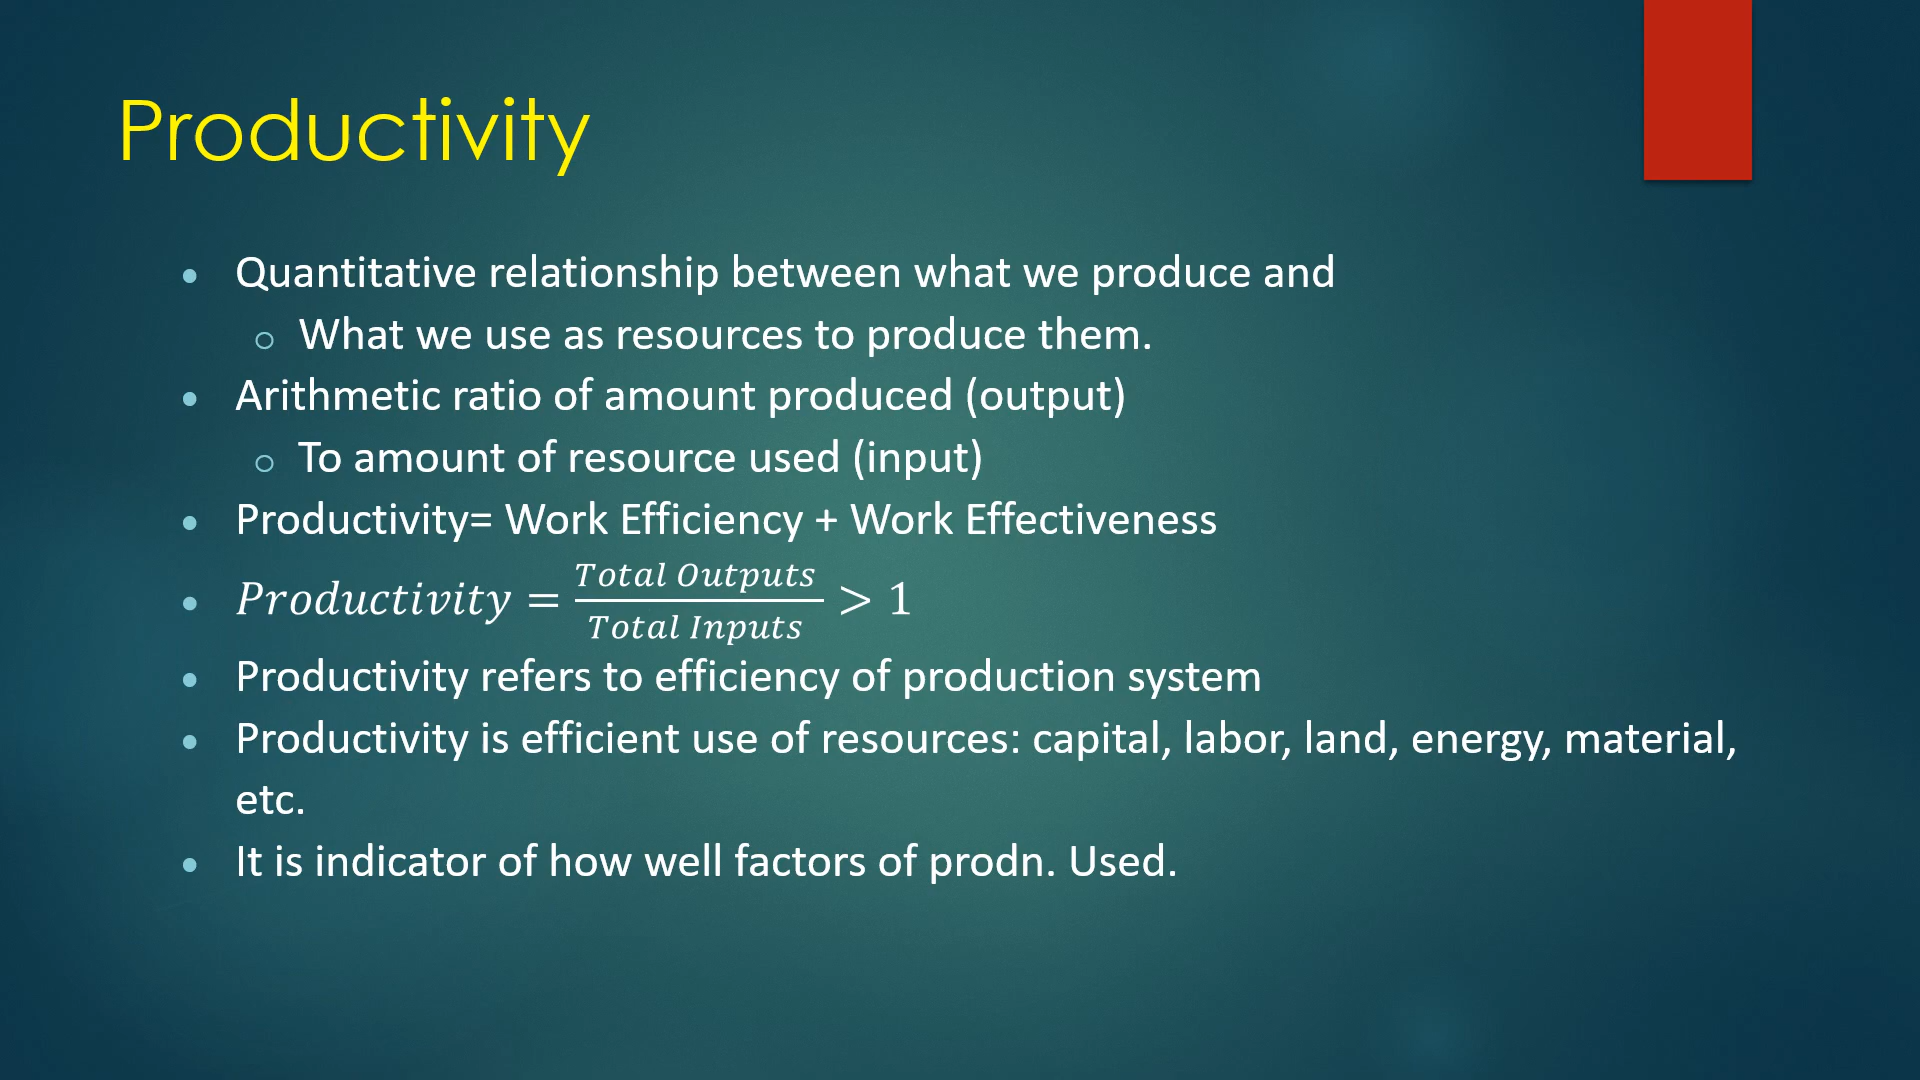 Productivity
Quantitative relationship between what we produce and
What we use as resources to produce them.
Arithmetic ratio of amount produced (output)
To amount of resource used (input)
Productivity= Work Efficiency + Work Effectiveness
Productivity = Total Outputs / Total Inputs > 1
Productivity refers to efficiency of production system
Productivity is efficient use of resources: capital, labor, land, energy, material,
etc.
It is indicator of how well factors of prodn. Used.